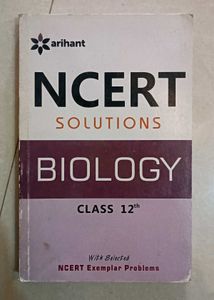 arihant
NCERT
SOLUTIONS
BIOLOGY
CLASS 12th
With Selected
NCERT Exemplar Problems